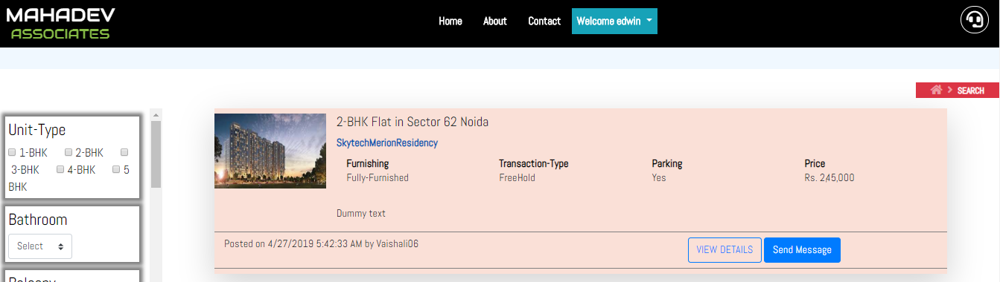 MAHADEV
ASSOCIATES
Home About Contact Welcome edwin
SEARCH
Unit-Type
1-BHK 2-BHK
3-BHK 4-BHK 5
BHK
Bathroom
Select
Balcony
2-BHK Flat in Sector 62 Noida
SkytechMerionResidency
Furnishing Transaction-Type Parking Price
Fully-Furnished FreeHold Yes Rs. 2,45,000
Dummy text
Posted on 4/27/2019 5:42:33 AM by Vaishali06
VIEW DETAILS Send Message